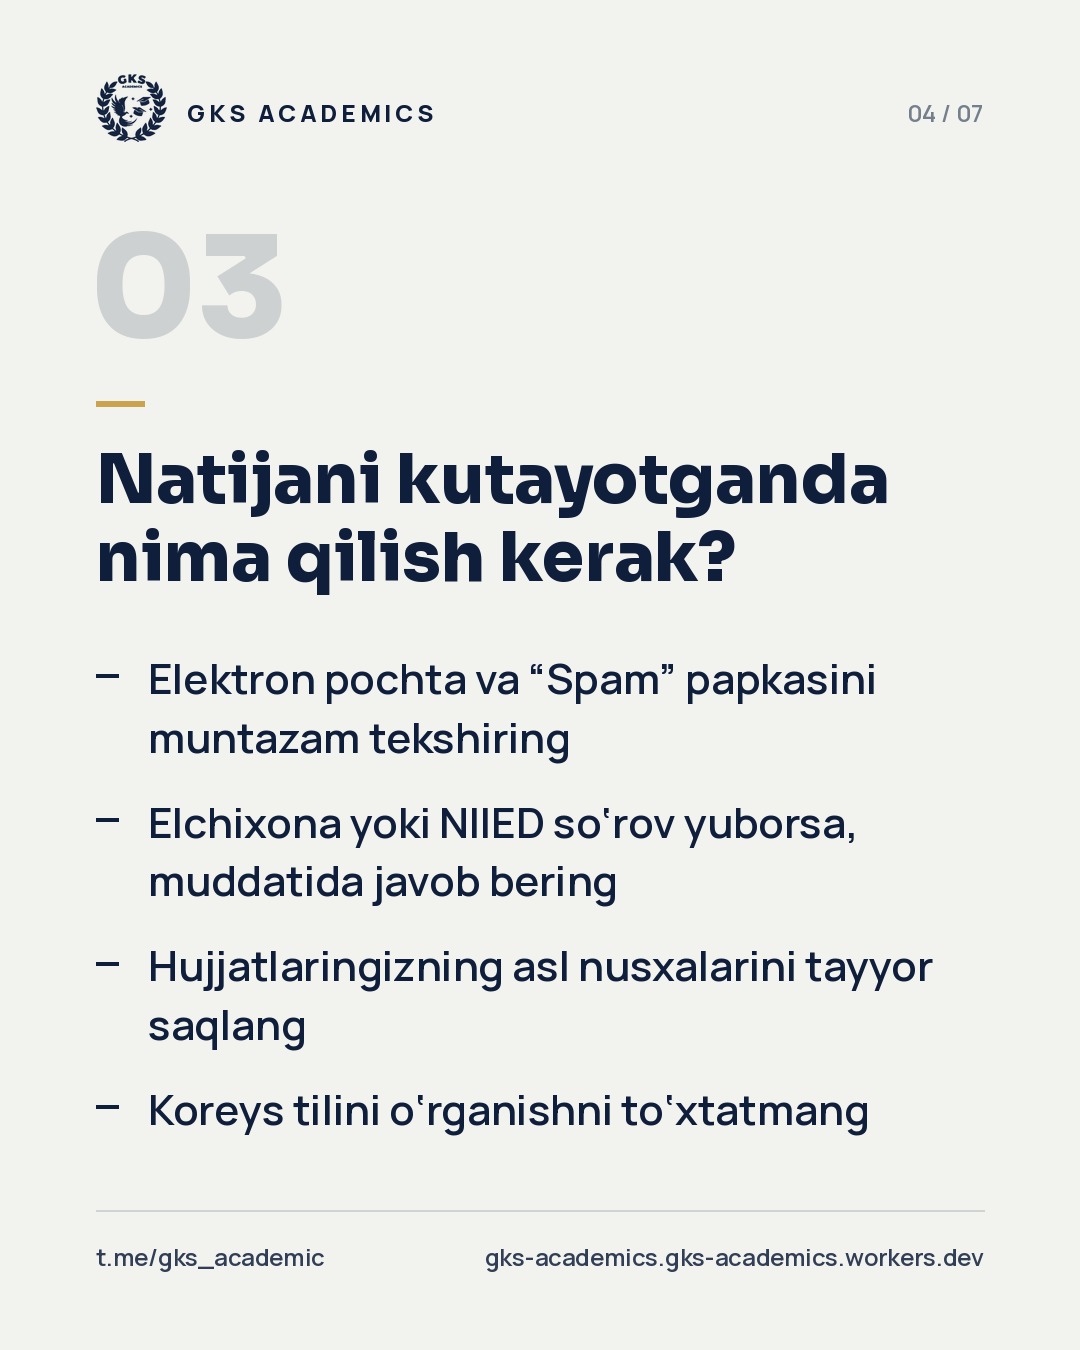 GKS
ACADEMICS
GKS ACADEMICS
04 / 07
03
Natijani kutayotganda
nima qilish kerak?
– Elektron pochta va “Spam” papkasini
muntazam tekshiring
– Elchixona yoki NIIED soʻrov yuborsa,
muddatida javob bering
– Hujjatlaringizning asl nusxalarini tayyor
saqlang
– Koreys tilini oʻrganishni toʻxtatmang
t.me/gks_academic
gks-academics.gks-academics.workers.dev